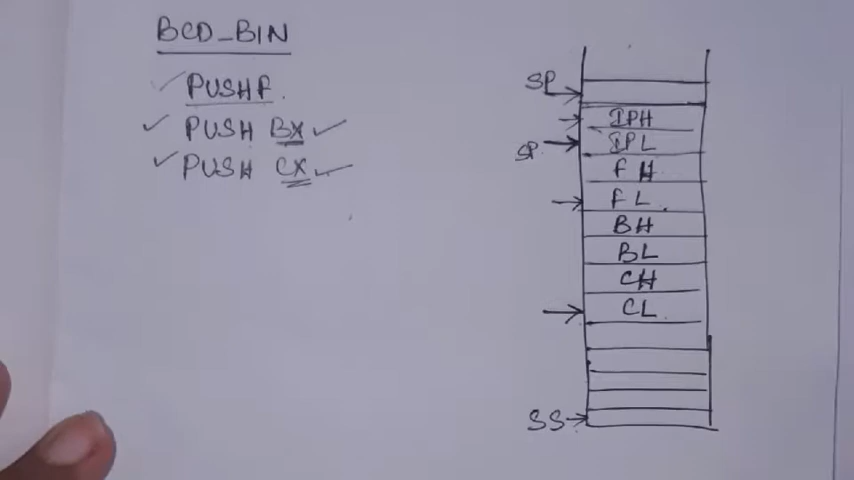 BCD_BIN
PUSHF.
PUSH BX
PUSH CX
SP
IPH
SP
IPL
FH
FL
BH
BL
CH
CL
SS